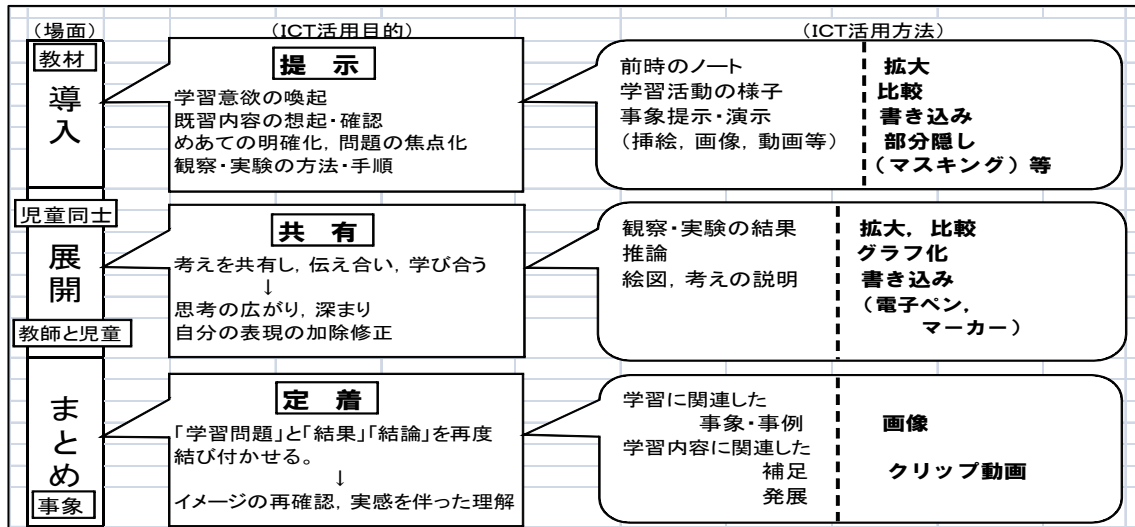 (場面)
(ICT活用目的)
(ICT活用方法)
教材
導入
提 示
学習意欲の喚起
既習内容の想起・確認
めあての明確化,問題の焦点化
観察・実験の方法・手順
前時のノート 拡大
学習活動の様子 比較
事象提示・演示 書き込み
(挿絵,画像,動画等) 部分隠し
(マスキング)等
児童同士
展開
教師と児童
共 有
考えを共有し,伝え合い,学び合う
↓
思考の広がり,深まり
自分の表現の加除修正
観察・実験の結果 拡大,比較
推論 グラフ化
絵図,考えの説明 書き込み
(電子ペン,
マーカー)
まとめ
事象
定 着
「学習問題」と「結果」「結論」を再度
結び付かせる。
↓
イメージの再確認,実感を伴った理解
学習に関連した
事象・事例 画像
学習内容に関連した
補足 クリップ動画
発展